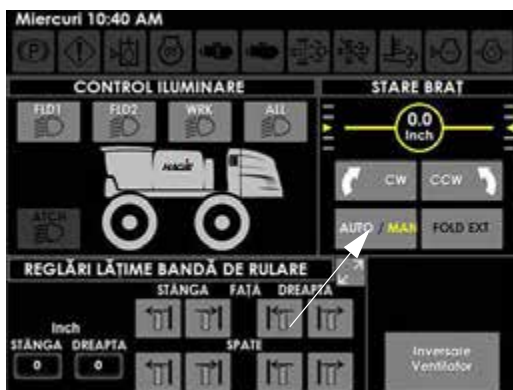 Miercuri 10:40 AM
CONTROL ILUMINARE
FLD1 FLD2 WRK ALL
HAGIE
ATCH
STARE BRAȚ
0.0
Inch
CW CCW
AUTO / MAN FOLD EXT
REGLĂRI LĂȚIME BANDĂ DE RULARE
STÂNGA FAȚĂ DREAPTA
Inch
STÂNGA DREAPTA
0 0
SPATE
Inversare
Ventilator